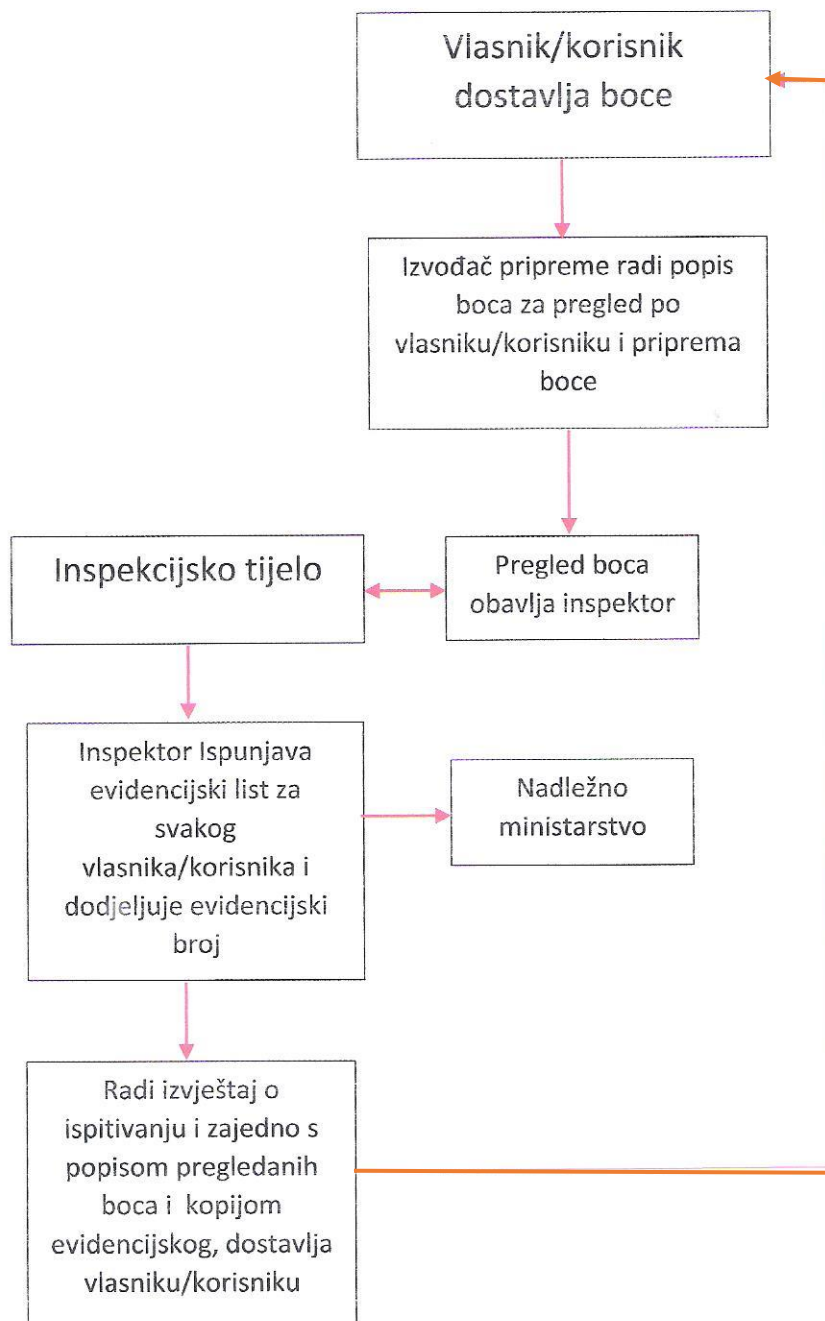 Vlasnik/korisnik
dostavlja boce
Izvođač pripreme radi popis
boca za pregled po
vlasniku/korisniku i priprema
boce
Inspekcijsko tijelo
Pregled boca
obavlja inspektor
Inspektor Ispunjava
evidencijski list za
svakog
vlasnika/korisnika i
dodjeljuje evidencijski
broj
Nadležno
ministarstvo
Radi izvještaj o
ispitivanju i zajedno s
popisom pregledanih
boca i kopijom
evidencijskog, dostavlja
vlasniku/korisniku